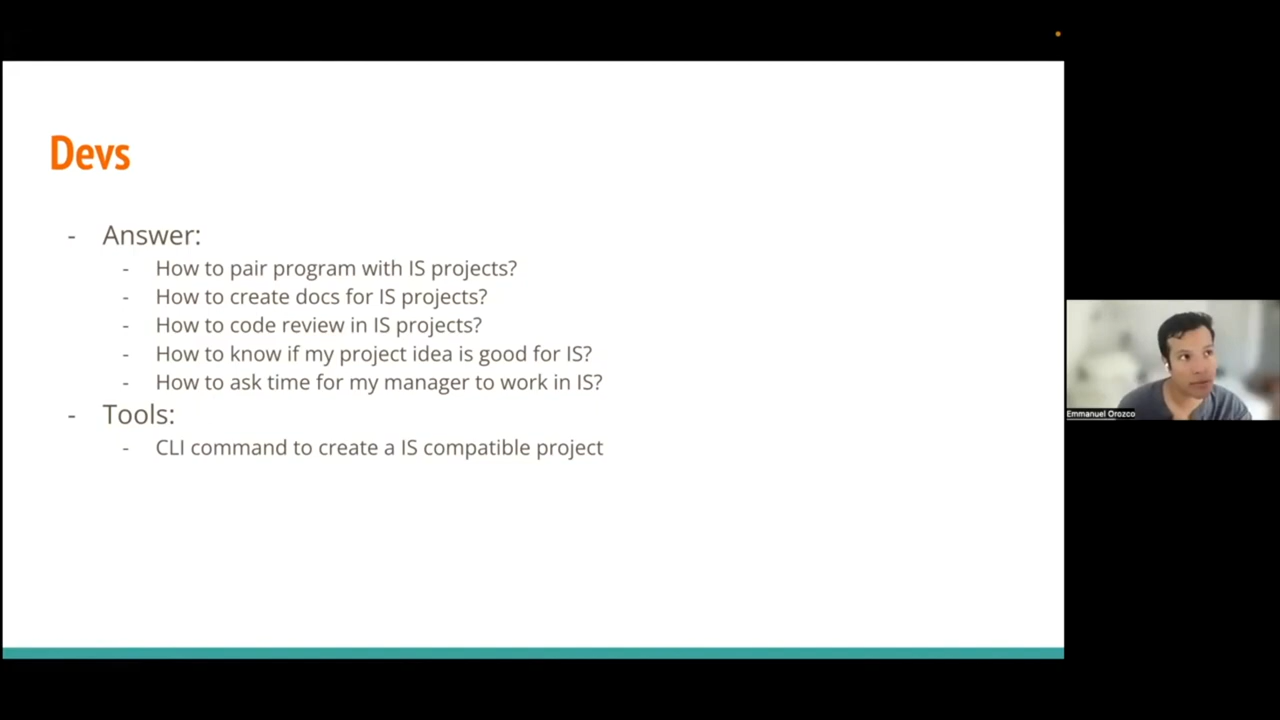 Devs
- Answer:
- How to pair program with IS projects?
- How to create docs for IS projects?
- How to code review in IS projects?
- How to know if my project idea is good for IS?
- How to ask time for my manager to work in IS?
- Tools:
- CLI command to create a IS compatible project
Emmanuel Orozco